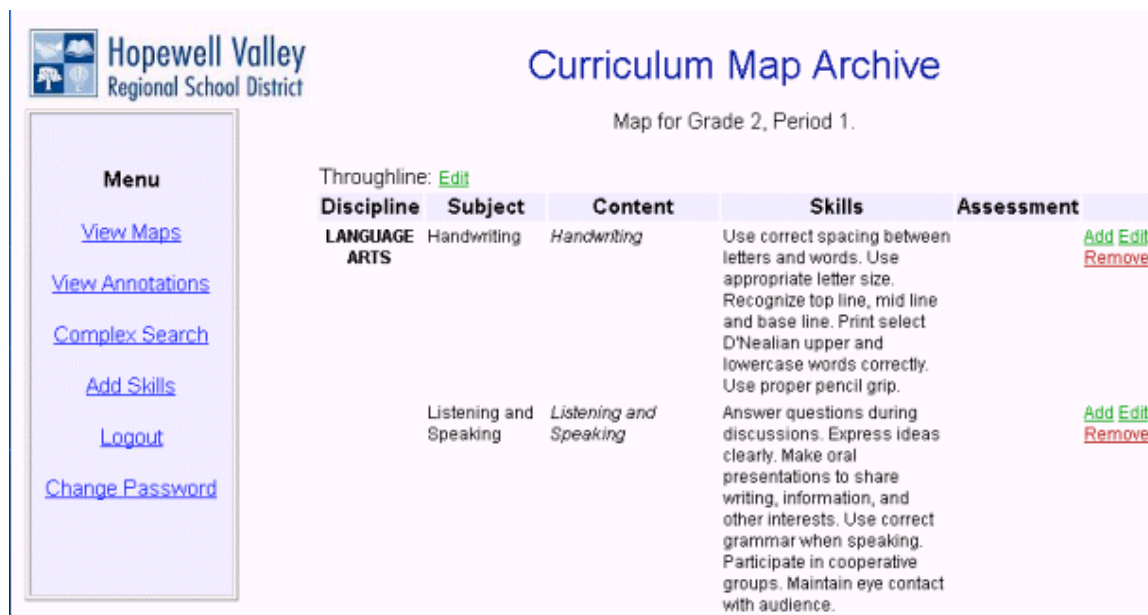 Hopewell Valley
Regional School District
Curriculum Map Archive
Map for Grade 2, Period 1.
Menu
View Maps
View Annotations
Complex Search
Add Skills
Logout
Change Password
Throughline: Edit
Discipline Subject Content Skills Assessment
LANGUAGE ARTS
Handwriting
Handwriting
Use correct spacing between
letters and words. Use
appropriate letter size.
Recognize top line, mid line
and base line. Print select
D'Nealian upper and
lowercase words correctly.
Use proper pencil grip.
Add Edit
Remove
Listening and
Speaking
Listening and
Speaking
Answer questions during
discussions. Express ideas
clearly. Make oral
presentations to share
writing, information, and
other interests. Use correct
grammar when speaking.
Participate in cooperative
groups. Maintain eye contact
with audience.
Add Edit
Remove